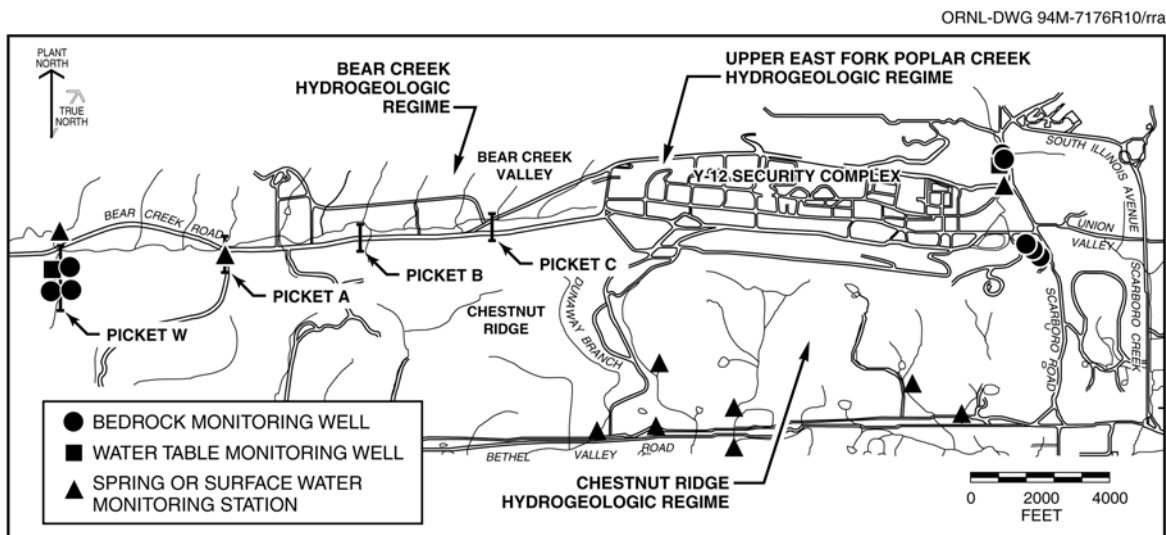 ORNL-DWG 94M-7176R10/rra
PLANT
NORTH
TRUE
NORTH
BEAR CREEK
HYDROGEOLOGIC
REGIME
UPPER EAST FORK POPLAR CREEK
HYDROGEOLOGIC REGIME
BEAR CREEK
VALLEY
Y-12 SECURITY COMPLEX
SOUTH ILLINOIS AVENUE
BEAR CREEK ROAD
UNION
VALLEY
PICKET A
PICKET B
PICKET C
PICKET W
CHESTNUT
RIDGE
DUNAWAY BRANCH
SCARBORO ROAD
SCARBORO CREEK
BEDROCK MONITORING WELL
WATER TABLE MONITORING WELL
SPRING OR SURFACE WATER
MONITORING STATION
BETHEL VALLEY ROAD
CHESTNUT RIDGE
HYDROGEOLOGIC REGIME
0 2000 4000
FEET